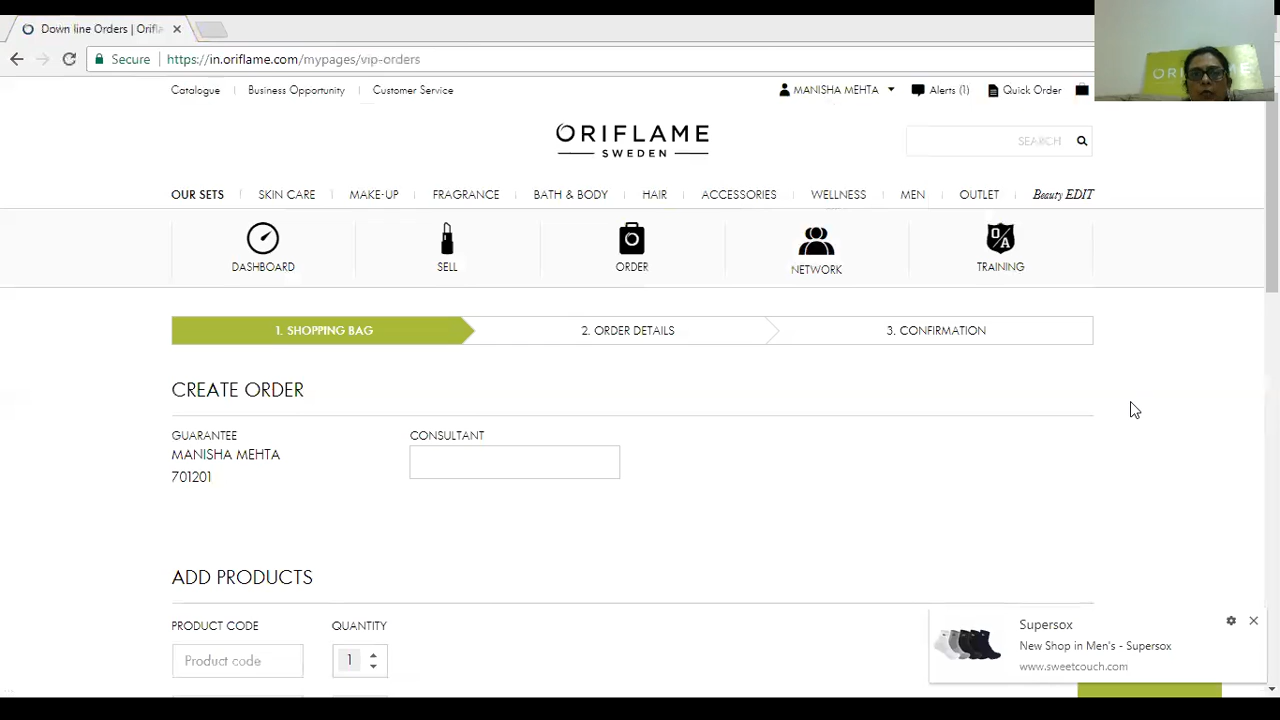 Down line Orders | Orifla
Secure https://in.oriflame.com/mypages/vip-orders
Catalogue Business Opportunity Customer Service MANISHA MEHTA Alerts (1) Quick Order
ORIFLAME
SWEDEN
SEARCH
OUR SETS SKIN CARE MAKE-UP FRAGRANCE BATH & BODY HAIR ACCESSORIES WELLNESS MEN OUTLET Beauty EDIT
DASHBOARD SELL ORDER NETWORK TRAINING
1. SHOPPING BAG 2. ORDER DETAILS 3. CONFIRMATION
CREATE ORDER
GUARANTEE CONSULTANT
MANISHA MEHTA
701201
ADD PRODUCTS
PRODUCT CODE QUANTITY
Product code 1
Supersox
New Shop in Men's - Supersox
www.sweetcouch.com